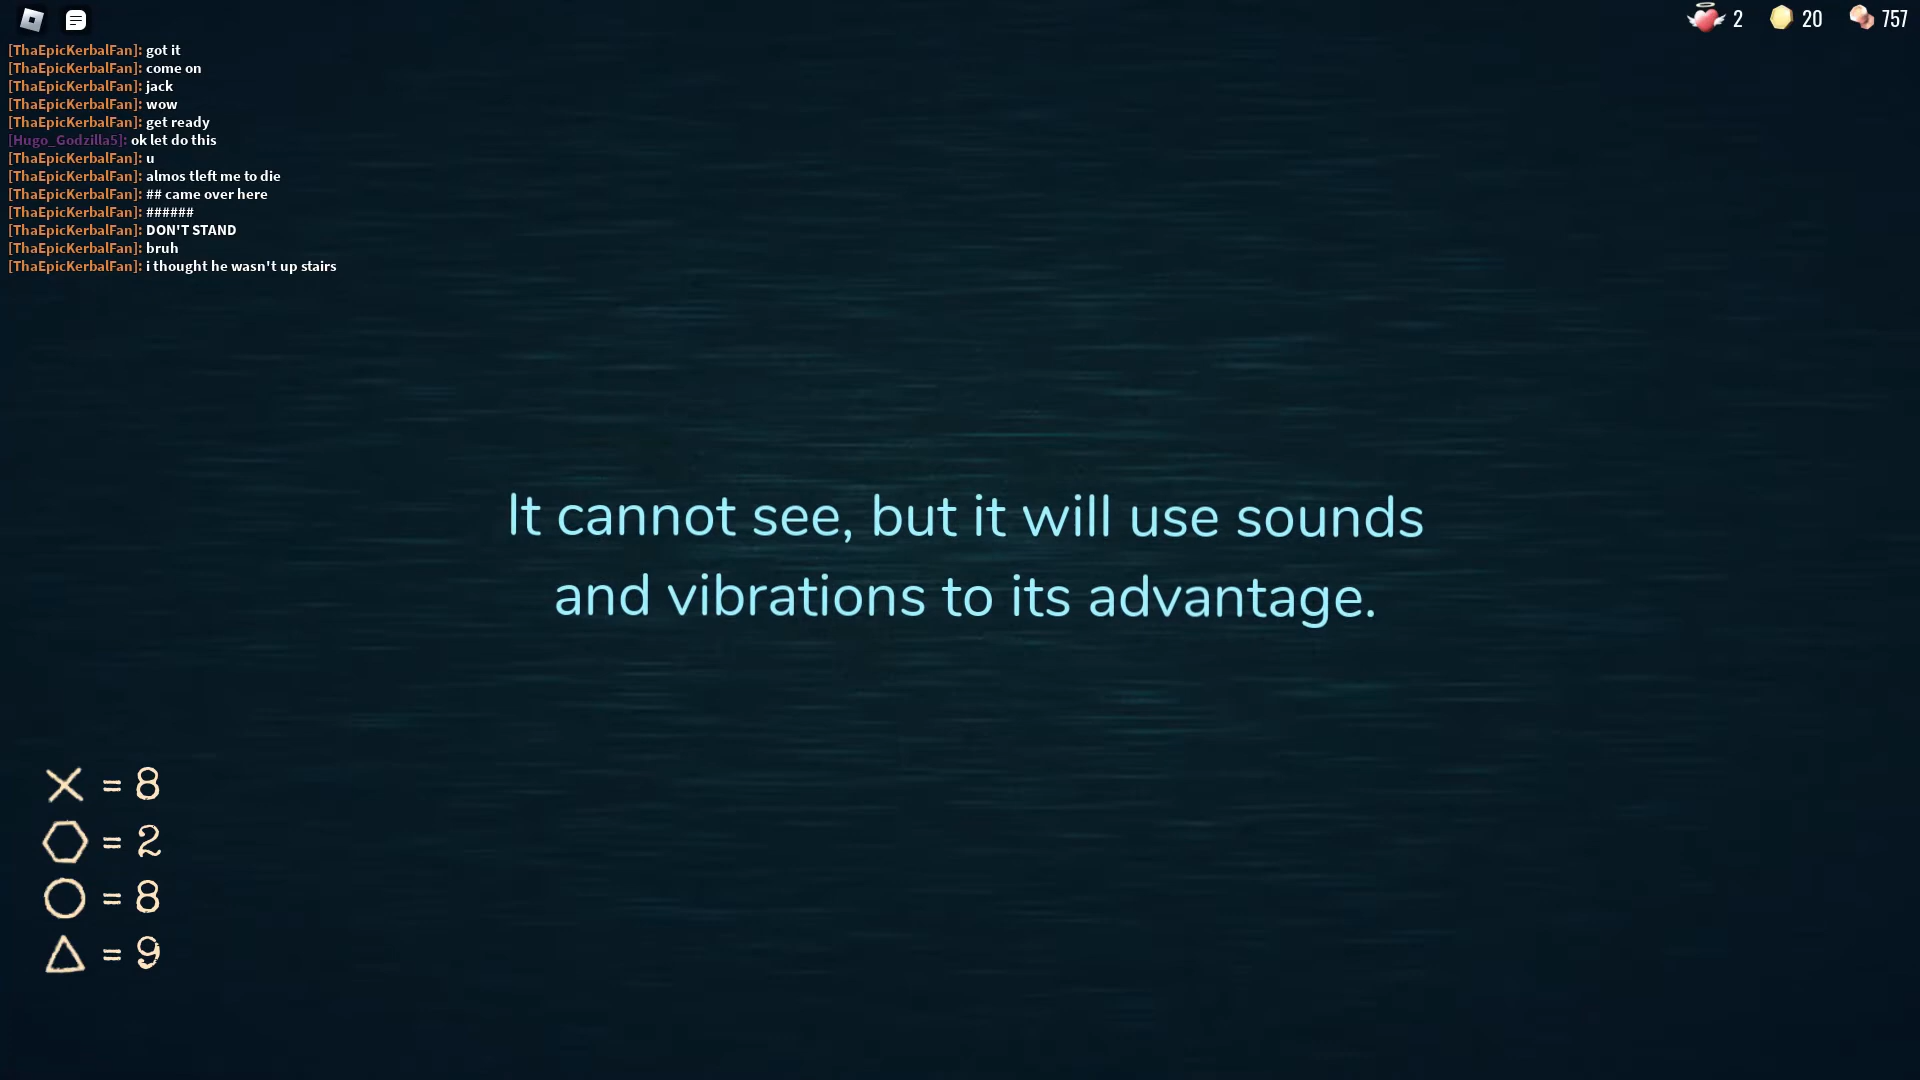 2
20
757
[ThaEpicKerbalFan]: got it
[ThaEpicKerbalFan]: come on
[ThaEpicKerbalFan]: jack
[ThaEpicKerbalFan]: wow
[ThaEpicKerbalFan]: get ready
[Hugo_Godzilla5]: ok let do this
[ThaEpicKerbalFan]: u
[ThaEpicKerbalFan]: almos tleft me to die
[ThaEpicKerbalFan]: ## came over here
[ThaEpicKerbalFan]: ######
[ThaEpicKerbalFan]: DON'T STAND
[ThaEpicKerbalFan]: bruh
[ThaEpicKerbalFan]: i thought he wasn't up stairs
It cannot see, but it will use sounds
and vibrations to its advantage.
= 8
= 2
= 8
= 9